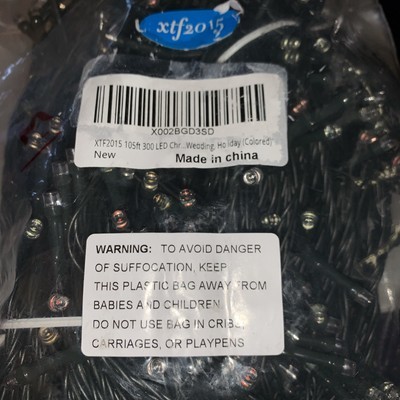 xtf2015
X002BGD3SD
XTF2015 105ft 300 LED Chr...Wedding, Holiday (Colored)
New
Made in china
WARNING: TO AVOID DANGER
OF SUFFOCATION, KEEP
THIS PLASTIC BAG AWAY FROM
BABIES AND CHILDREN
DO NOT USE BAG IN CRIBS,
CARRIAGES, OR PLAYPENS